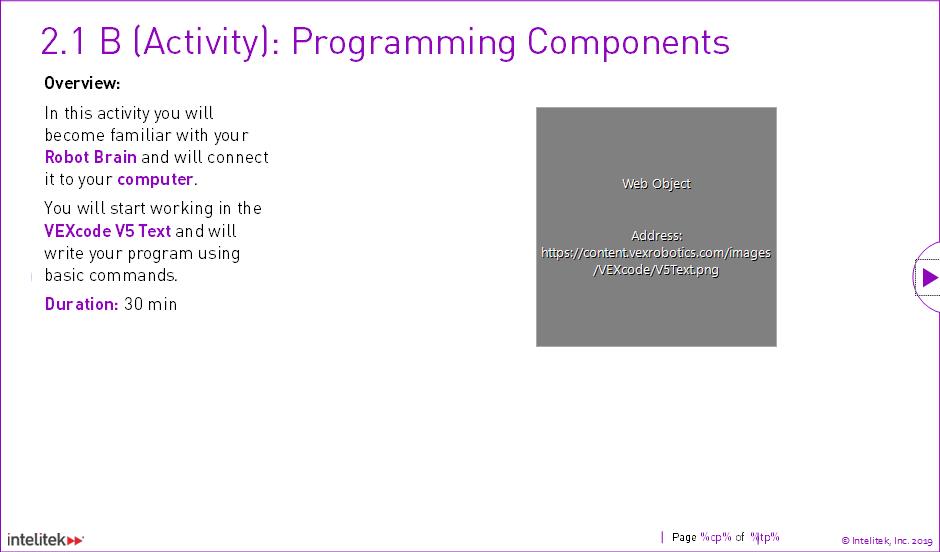 2.1 B (Activity): Programming Components
Overview:
In this activity you will
become familiar with your
Robot Brain and will connect
it to your computer.
You will start working in the
VEXcode V5 Text and will
write your program using
basic commands.
Duration: 30 min
Web Object
Address:
https://content.vexrobotics.com/images
/VEXcode/V5Text.png
intelitek
Page %cp% of %tp%
© Intelitek, Inc. 2019